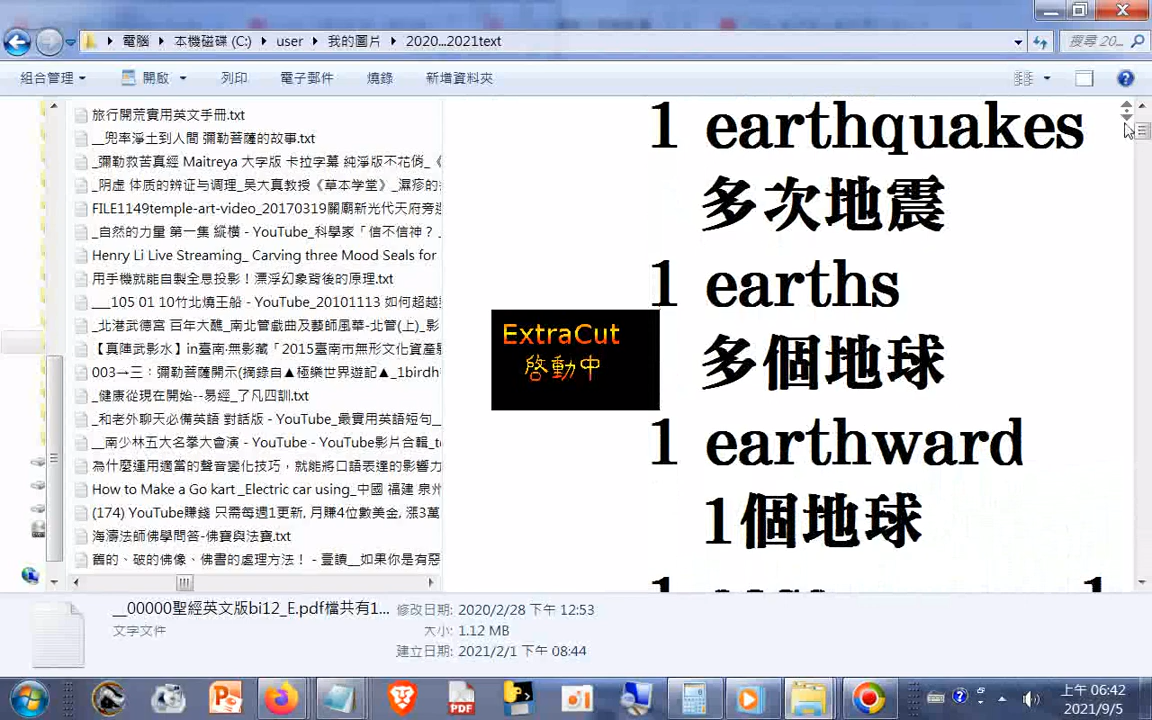 電腦 本機磁碟 (C:) user 我的圖片 2020...2021text
搜尋 20...
組合管理 開啟 列印 電子郵件 燒錄 新增資料夾
旅行開荒實用英文手冊.txt
__兜率淨土到人間 彌勒菩薩的故事.txt
_彌勒救苦真經 Maitreya 大字版 卡拉字幕 純淨版不花俏_《
_阴虚 体质的辨证与调理_吴大真教授《草本学堂》_濕疹的
FILE1149temple-art-video_20170319關廟新光代天府旁
_自然的力量 第一集 縱橫 - YouTube_科學家「信不信神？」
Henry Li Live Streaming_ Carving three Mood Seals for
用手機就能自製全息投影！漂浮幻象背後的原理.txt
___105 01 10竹北燒王船 - YouTube_20101113 如何超越
_北港武德宮 百年大醮_南北管戲曲及藝師風華-北管(上)_影
【真陣武影水】in臺南·無影藏「2015臺南市無形文化資產
003→三：彌勒菩薩開示(摘錄自▲極樂世界遊記▲_1birdh
_健康從現在開始--易經_了凡四訓.txt
_和老外聊天必備英語 對話版 - YouTube_最實用英語短句_
__南少林五大名拳大會演 - YouTube - YouTube影片合輯_t
為什麼運用適當的聲音變化技巧，就能將口語表達的影響力
How to Make a Go kart _Electric car using_中國 福建 泉州
(174) YouTube賺錢 只需每週1更新, 月賺4位數美金, 漲3萬
海濤法師佛學問答-佛寶與法寶.txt
舊的、破的佛像、佛書的處理方法！ - 壹讀__如果你是有惡
1 earthquakes
多次地震
1 earths
多個地球
1 earthward
1個地球
ExtraCut
啓動中
__00000聖經英文版bi12_E.pdf檔共有1...
文字文件
修改日期: 2020/2/28 下午 12:53
大小: 1.12 MB
建立日期: 2021/2/1 下午 08:44
PDF
上午 06:42
2021/9/5